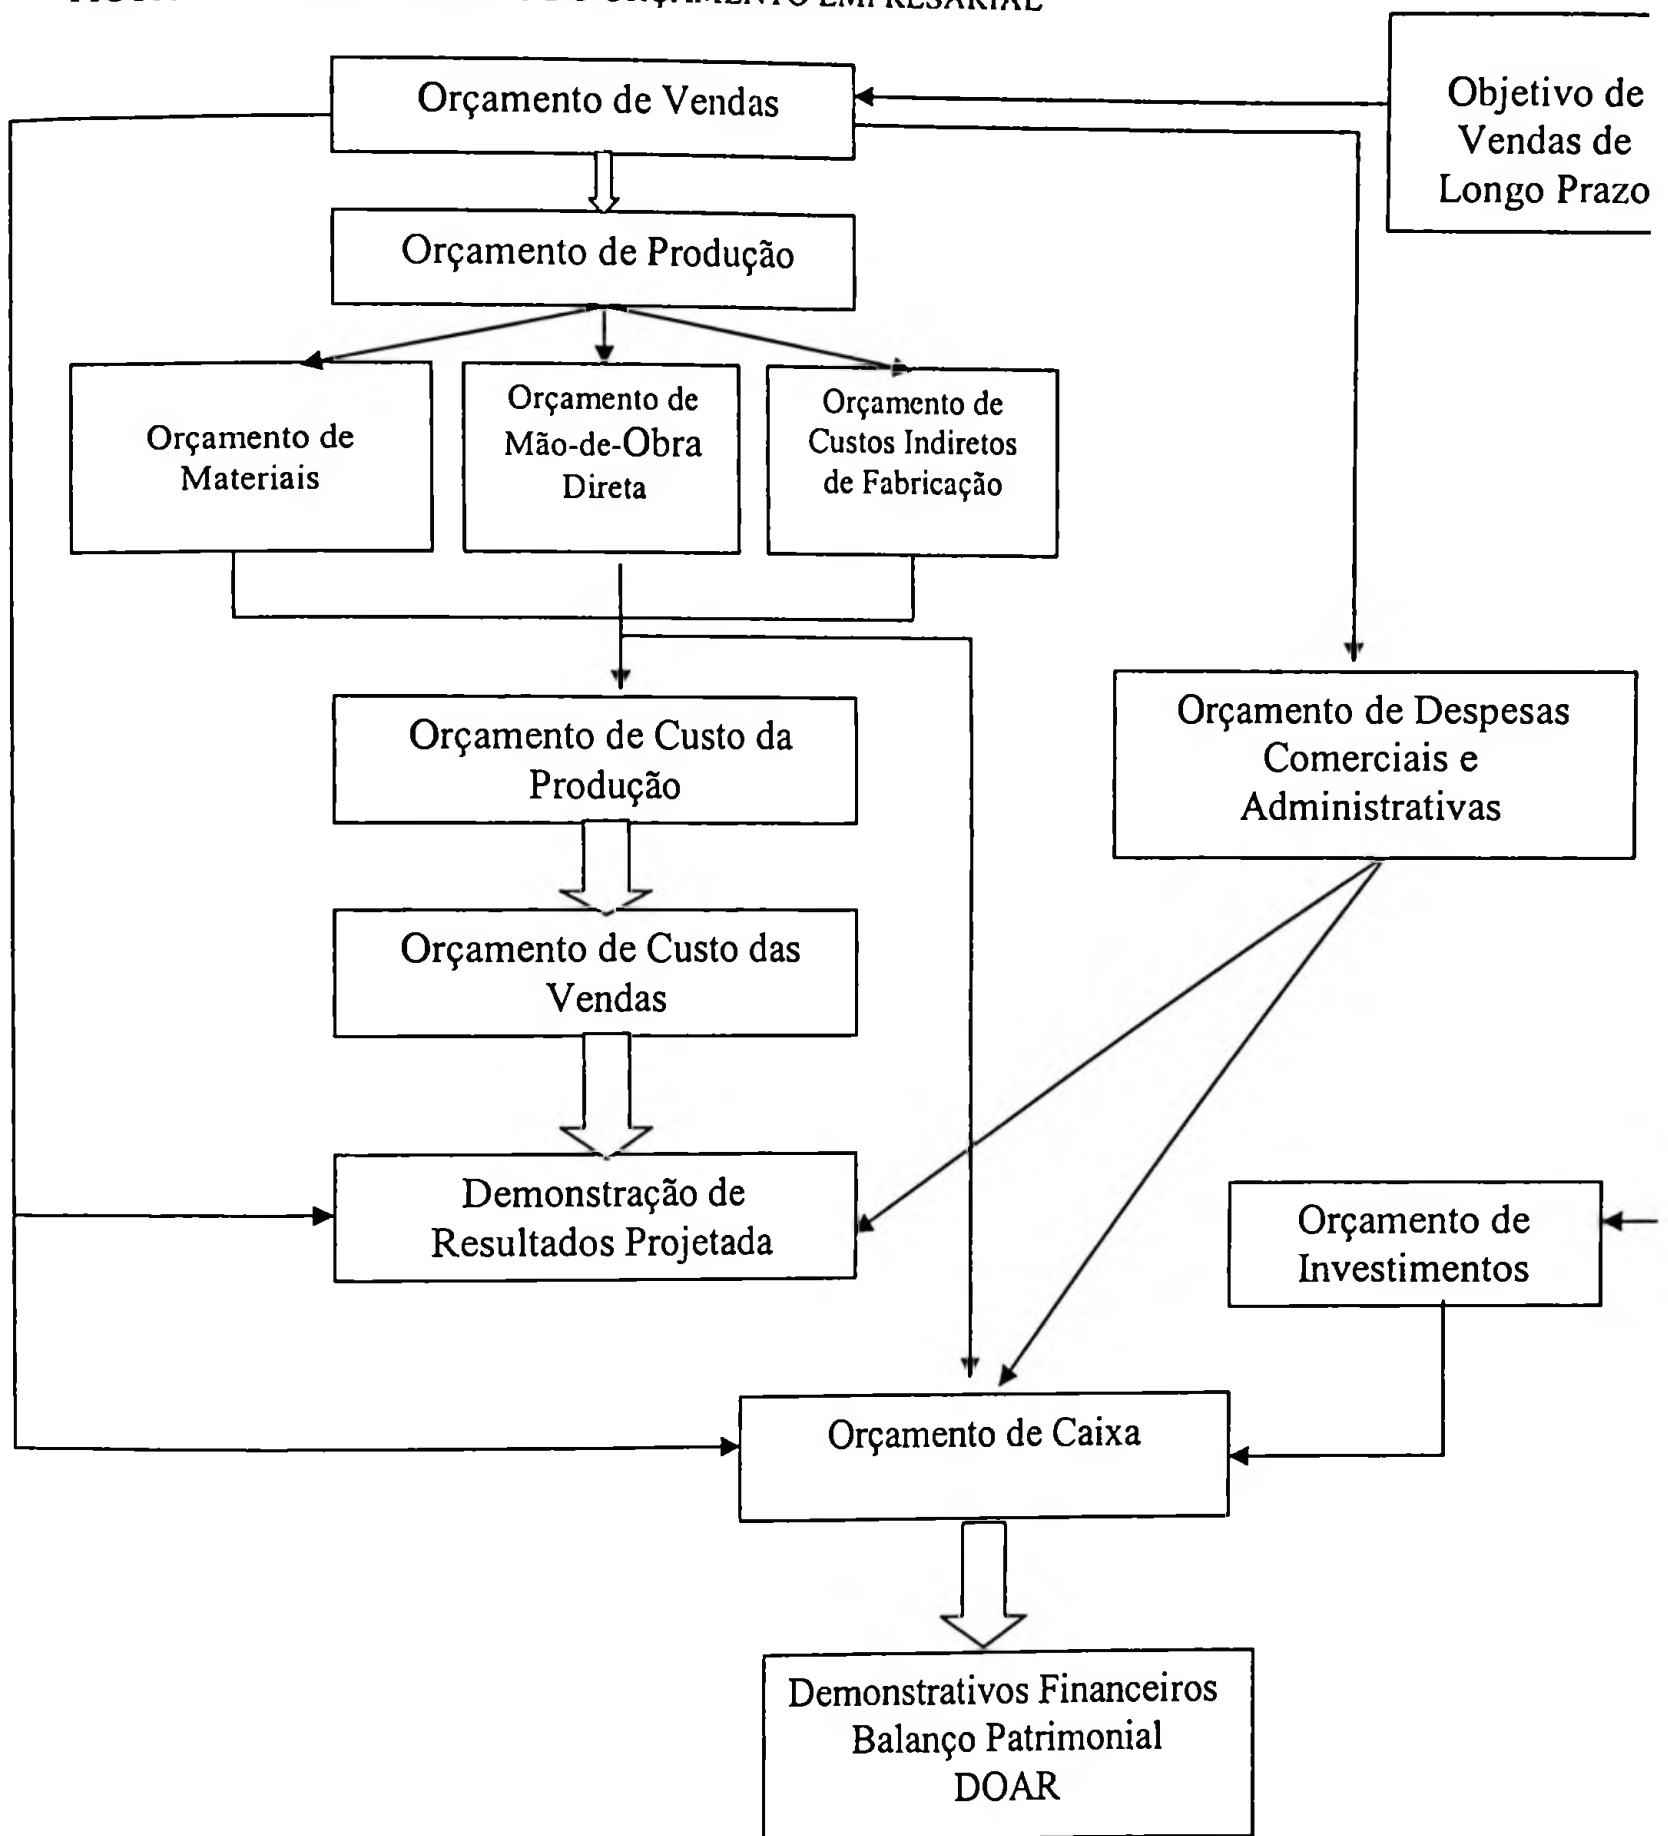 ORÇAMENTO EMPRESARIAL
Orçamento de Vendas
Objetivo de
Vendas de
Longo Prazo
Orçamento de Produção
Orçamento de
Materiais
Orçamento de
Mão-de-Obra
Direta
Orçamento de
Custos Indiretos
de Fabricação
Orçamento de Custo da
Produção
Orçamento de Despesas
Comerciais e
Administrativas
Orçamento de Custo das
Vendas
Demonstração de
Resultados Projetada
Orçamento de
Investimentos
Orçamento de Caixa
Demonstrativos Financeiros
Balanço Patrimonial
DOAR